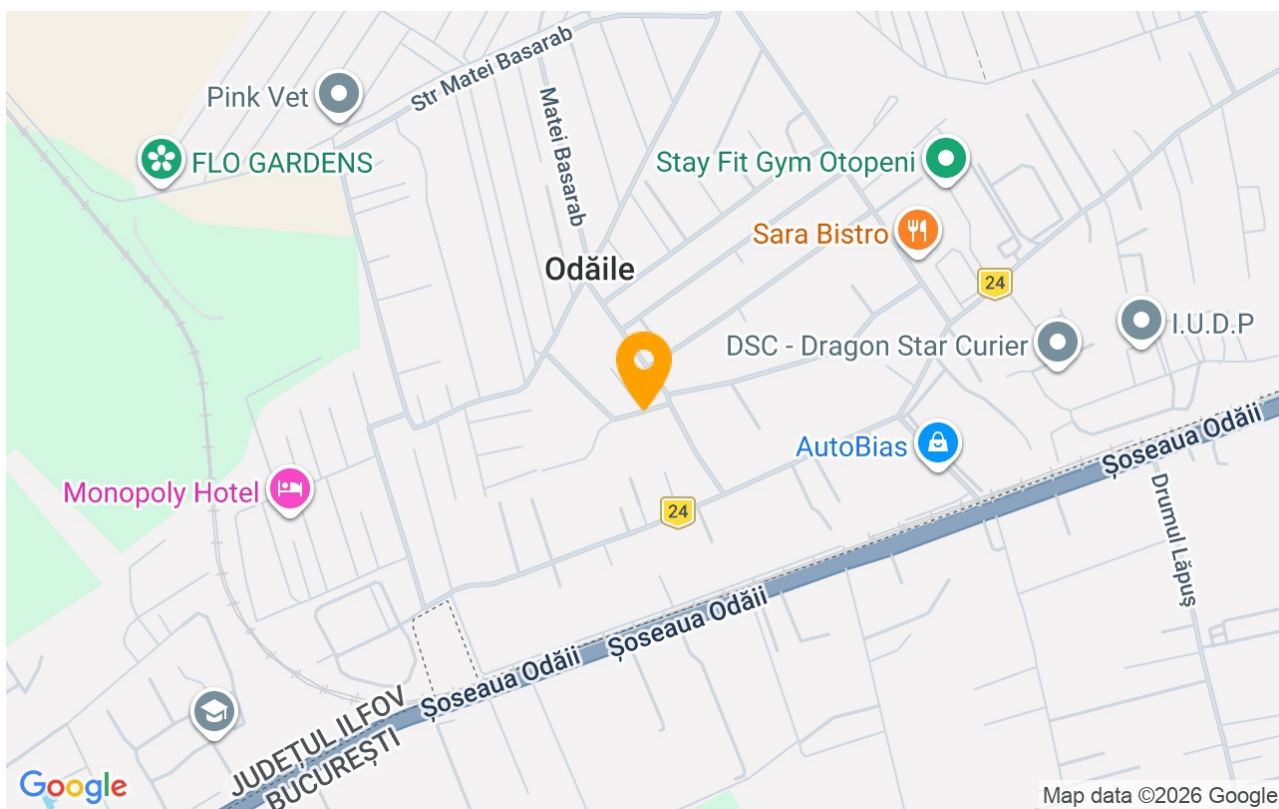 Str Matei Basarab
Pink Vet
Matei Basarab
FLO GARDENS
Stay Fit Gym Otopeni
Sara Bistro
Odăile
24
I.U.D.P
DSC - Dragon Star Curier
AutoBias
Șoseaua Odăii
Monopoly Hotel
24
Drumul Lăpuș
Șoseaua Odăii
Șoseaua Odăii
JUDEȚUL ILFOV
BUCUREȘTI
Google
Map data ©2026 Google